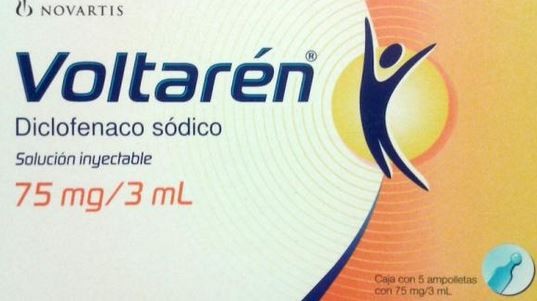 NOVARTIS
Voltarén®
Diclofenaco sódico
Solución inyectable
75 mg/3 mL
Caja con 5 ampolletas
con 75 mg/3 mL.